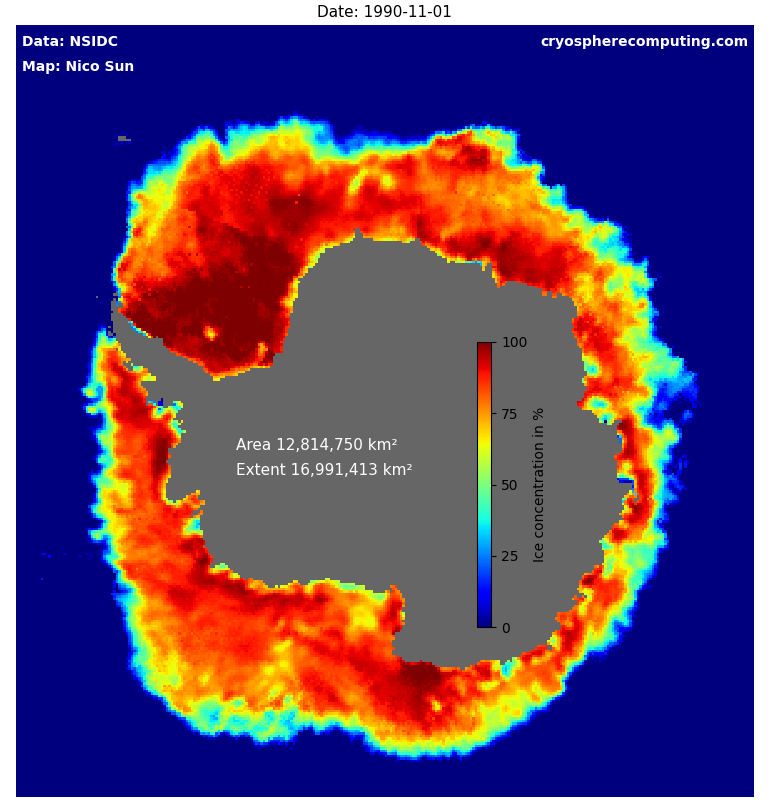 Date: 1990-11-01
Data: NSIDC
cryospherecomputing.com
Map: Nico Sun
100
75
50
25
0
Ice concentration in %
Area 12,814,750 km²
Extent 16,991,413 km²